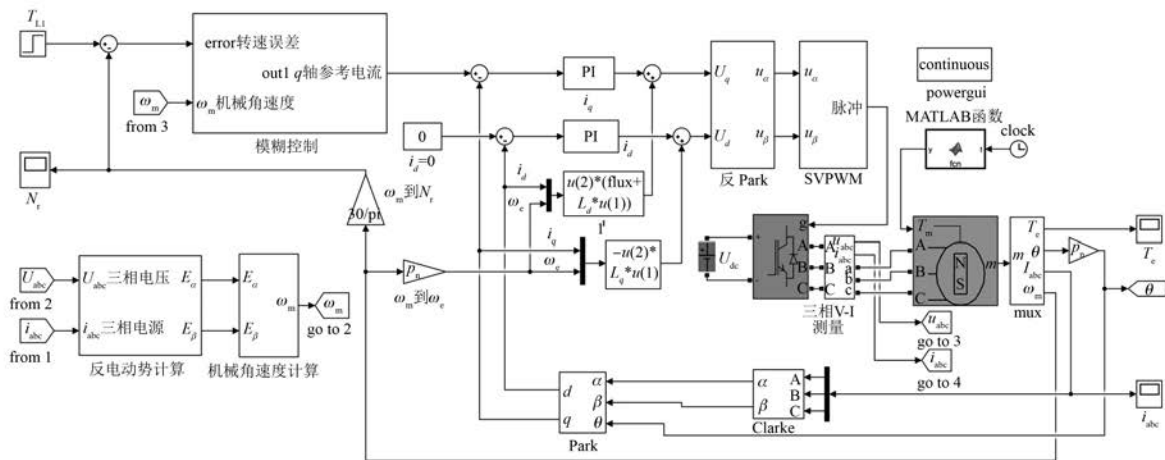 T_L1
error转速误差
out1 q轴参考电流
ω_m
ω_m机械角速度
from 3
模糊控制
N_r
ω_m到N_r
30/pi
0
i_d=0
PI
i_q
PI
i_d
i_d
ω_e
u(2)*(flux+
L_d*u(1))
i_q
ω_e
-u(2)*
L_q*u(1)
p_n
ω_m到ω_e
U_q
U_d
u_α
u_β
反 Park
u_α
u_β
脉冲
SVPWM
continuous
powergui
MATLAB函数
clock
y
fcn
U_dc
+
-
g
A
B
C
A
B
C
u_abc
i_abc
a
b
c
三相V-I
测量
u_abc
go to 3
i_abc
go to 4
T_m
A
B
C
N
S
m
m
T_e
θ
I_abc
ω_m
mux
p_n
T_e
θ
i_abc
U_abc
from 2
i_abc
from 1
U_abc三相电压
i_abc三相电源
E_α
E_β
反电动势计算
E_α
E_β
ω_m
机械角速度计算
ω_m
go to 2
d
q
α
β
θ
Park
α
β
A
B
C
Clarke